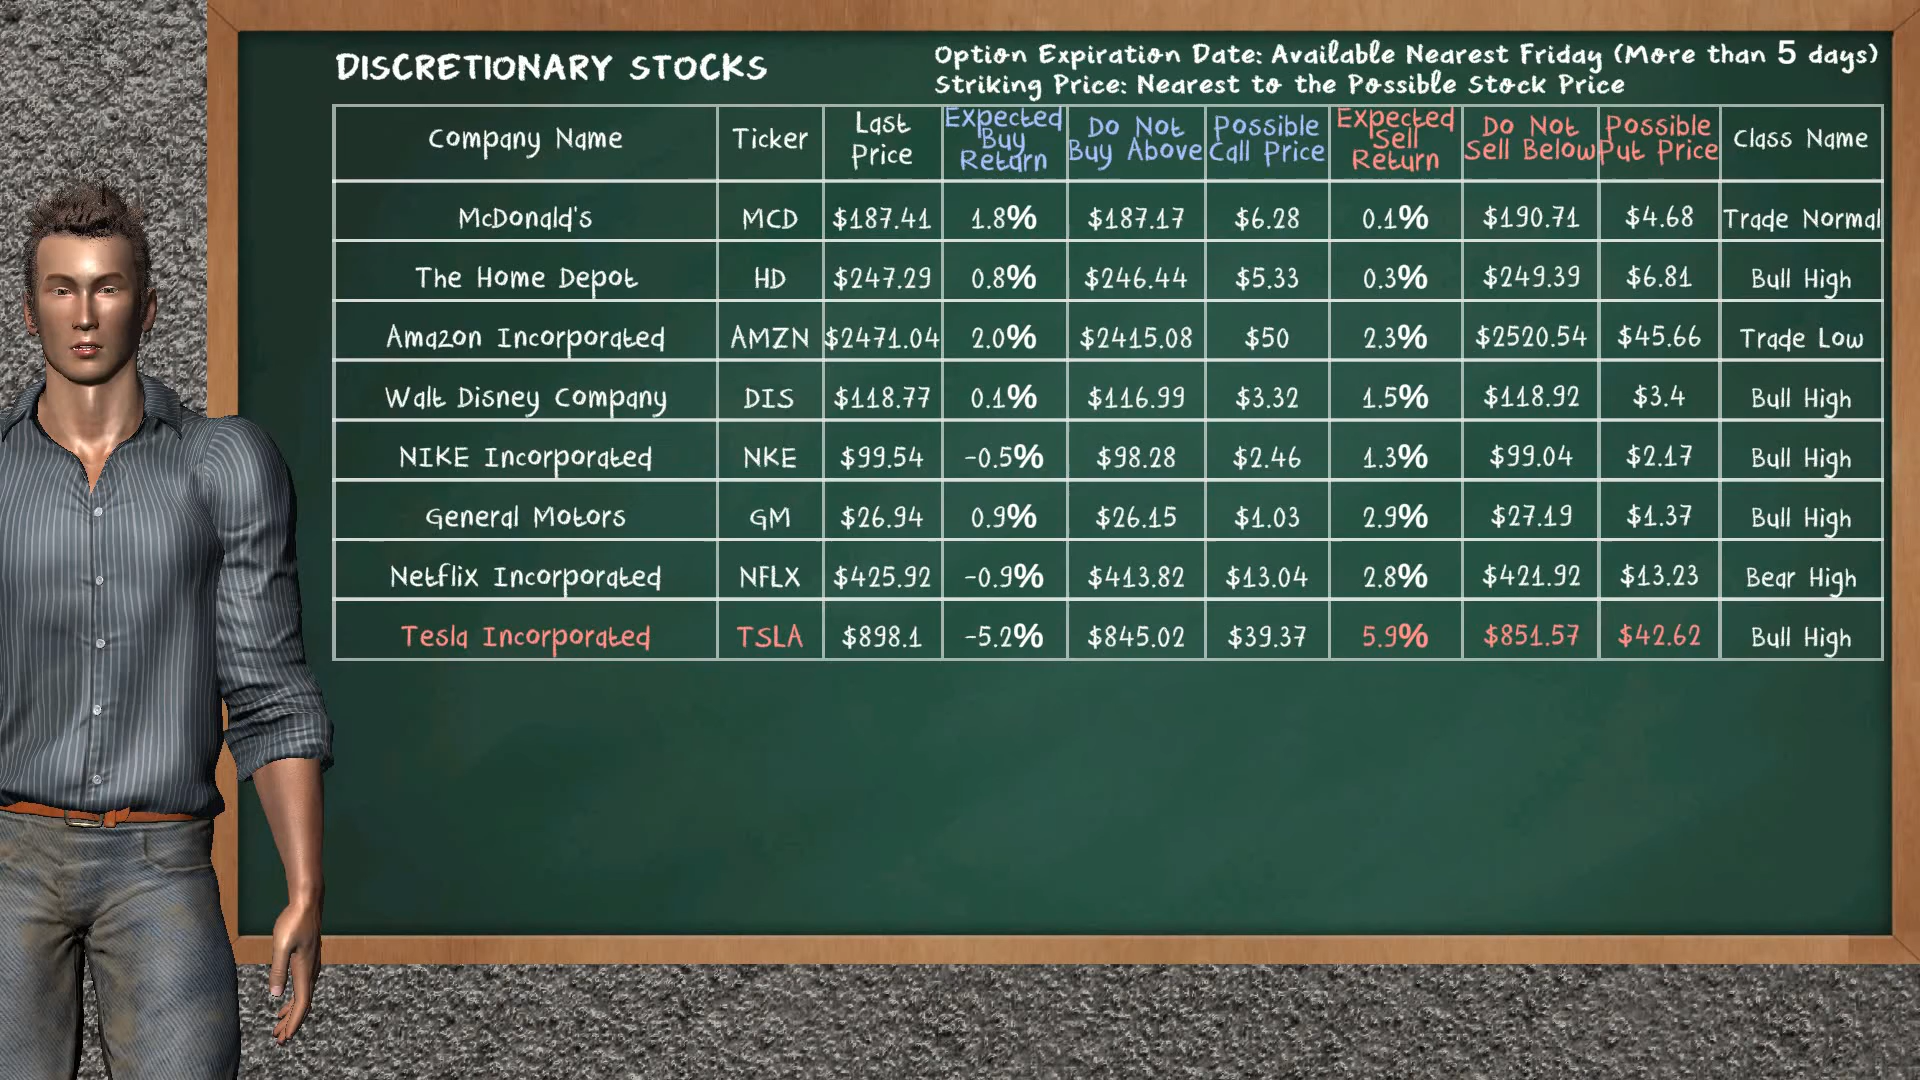 DISCRETIONARY STOCKS
Option Expiration Date: Available Nearest Friday (More than 5 days)
Striking Price: Nearest to the Possible Stock Price
Company Name Ticker Last Price Expected Buy Return Do Not Buy Above Possible Call Price Expected Sell Return Do Not Sell Below Possible Put Price Class Name
McDonald's MCD $187.41 1.8% $187.17 $6.28 0.1% $190.71 $4.68 Trade Normal
The Home Depot HD $247.29 0.8% $246.44 $5.33 0.3% $249.39 $6.81 Bull High
Amazon Incorporated AMZN $2471.04 2.0% $2415.08 $50 2.3% $2520.54 $45.66 Trade Low
Walt Disney Company DIS $118.77 0.1% $116.99 $3.32 1.5% $118.92 $3.4 Bull High
NIKE Incorporated NKE $99.54 -0.5% $98.28 $2.46 1.3% $99.04 $2.17 Bull High
General Motors GM $26.94 0.9% $26.15 $1.03 2.9% $27.19 $1.37 Bull High
Netflix Incorporated NFLX $425.92 -0.9% $413.82 $13.04 2.8% $421.92 $13.23 Bear High
Tesla Incorporated TSLA $898.1 -5.2% $845.02 $39.37 5.9% $851.57 $42.62 Bull High